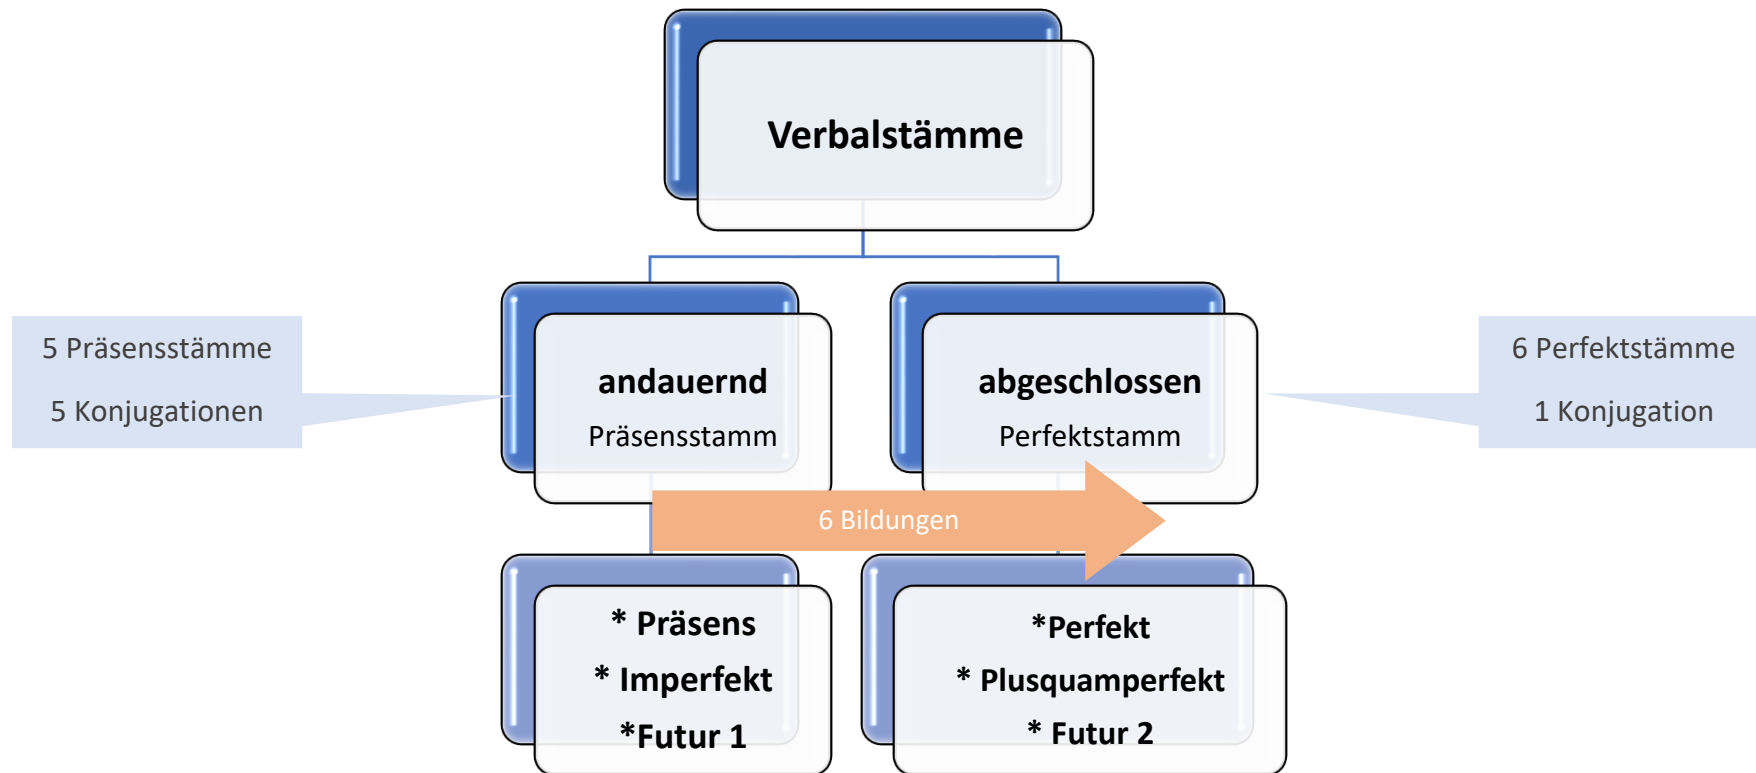 Verbalstämme
5 Präsensstämme
5 Konjugationen
andauernd
Präsensstamm
abgeschlossen
Perfektstamm
6 Perfektstämme
1 Konjugation
6 Bildungen
* Präsens
* Imperfekt
*Futur 1
*Perfekt
* Plusquamperfekt
* Futur 2